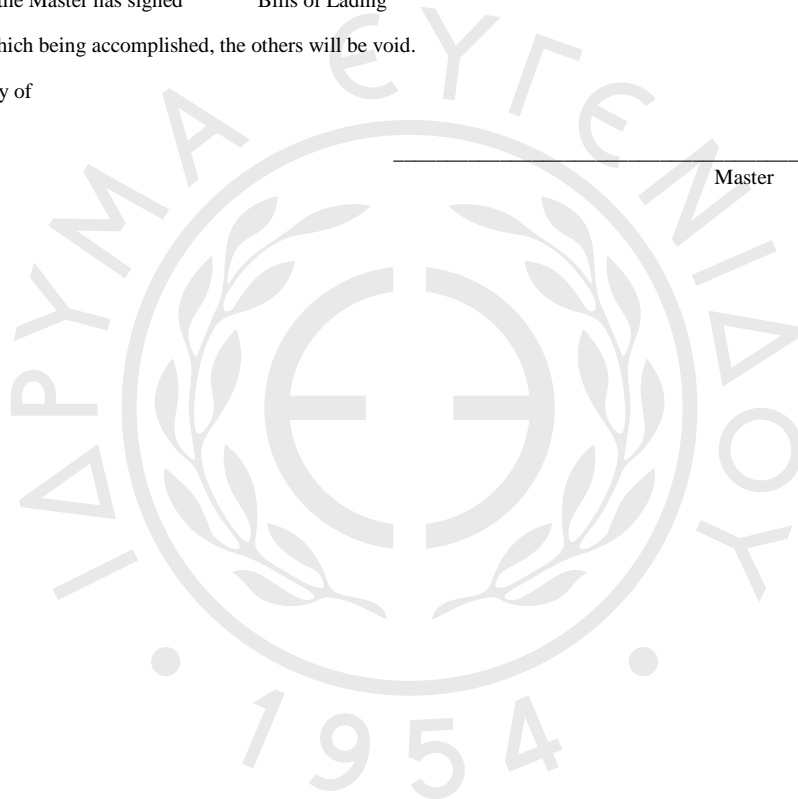 the Master has signed Bills of Lading
hich being accomplished, the others will be void.
y of
Master
ΙΔΡΥΜΑ ΕΥΓΕΝΙΔΟΥ
1954